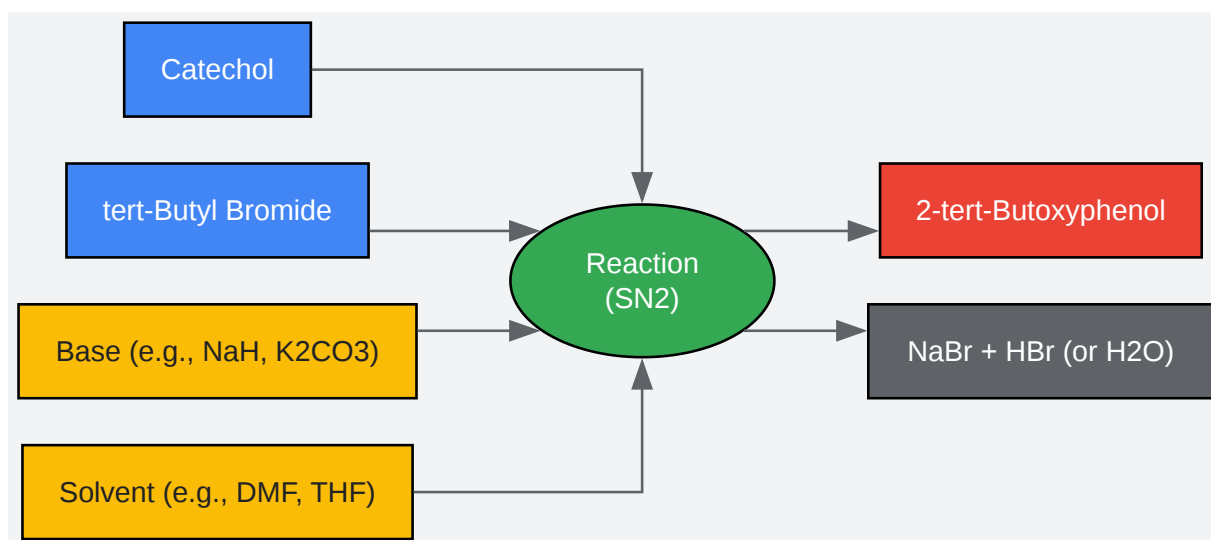 Catechol
tert-Butyl Bromide
2-tert-Butoxyphenol
Reaction
(SN2)
Base (e.g., NaH, K2CO3)
NaBr + HBr (or H2O)
Solvent (e.g., DMF, THF)